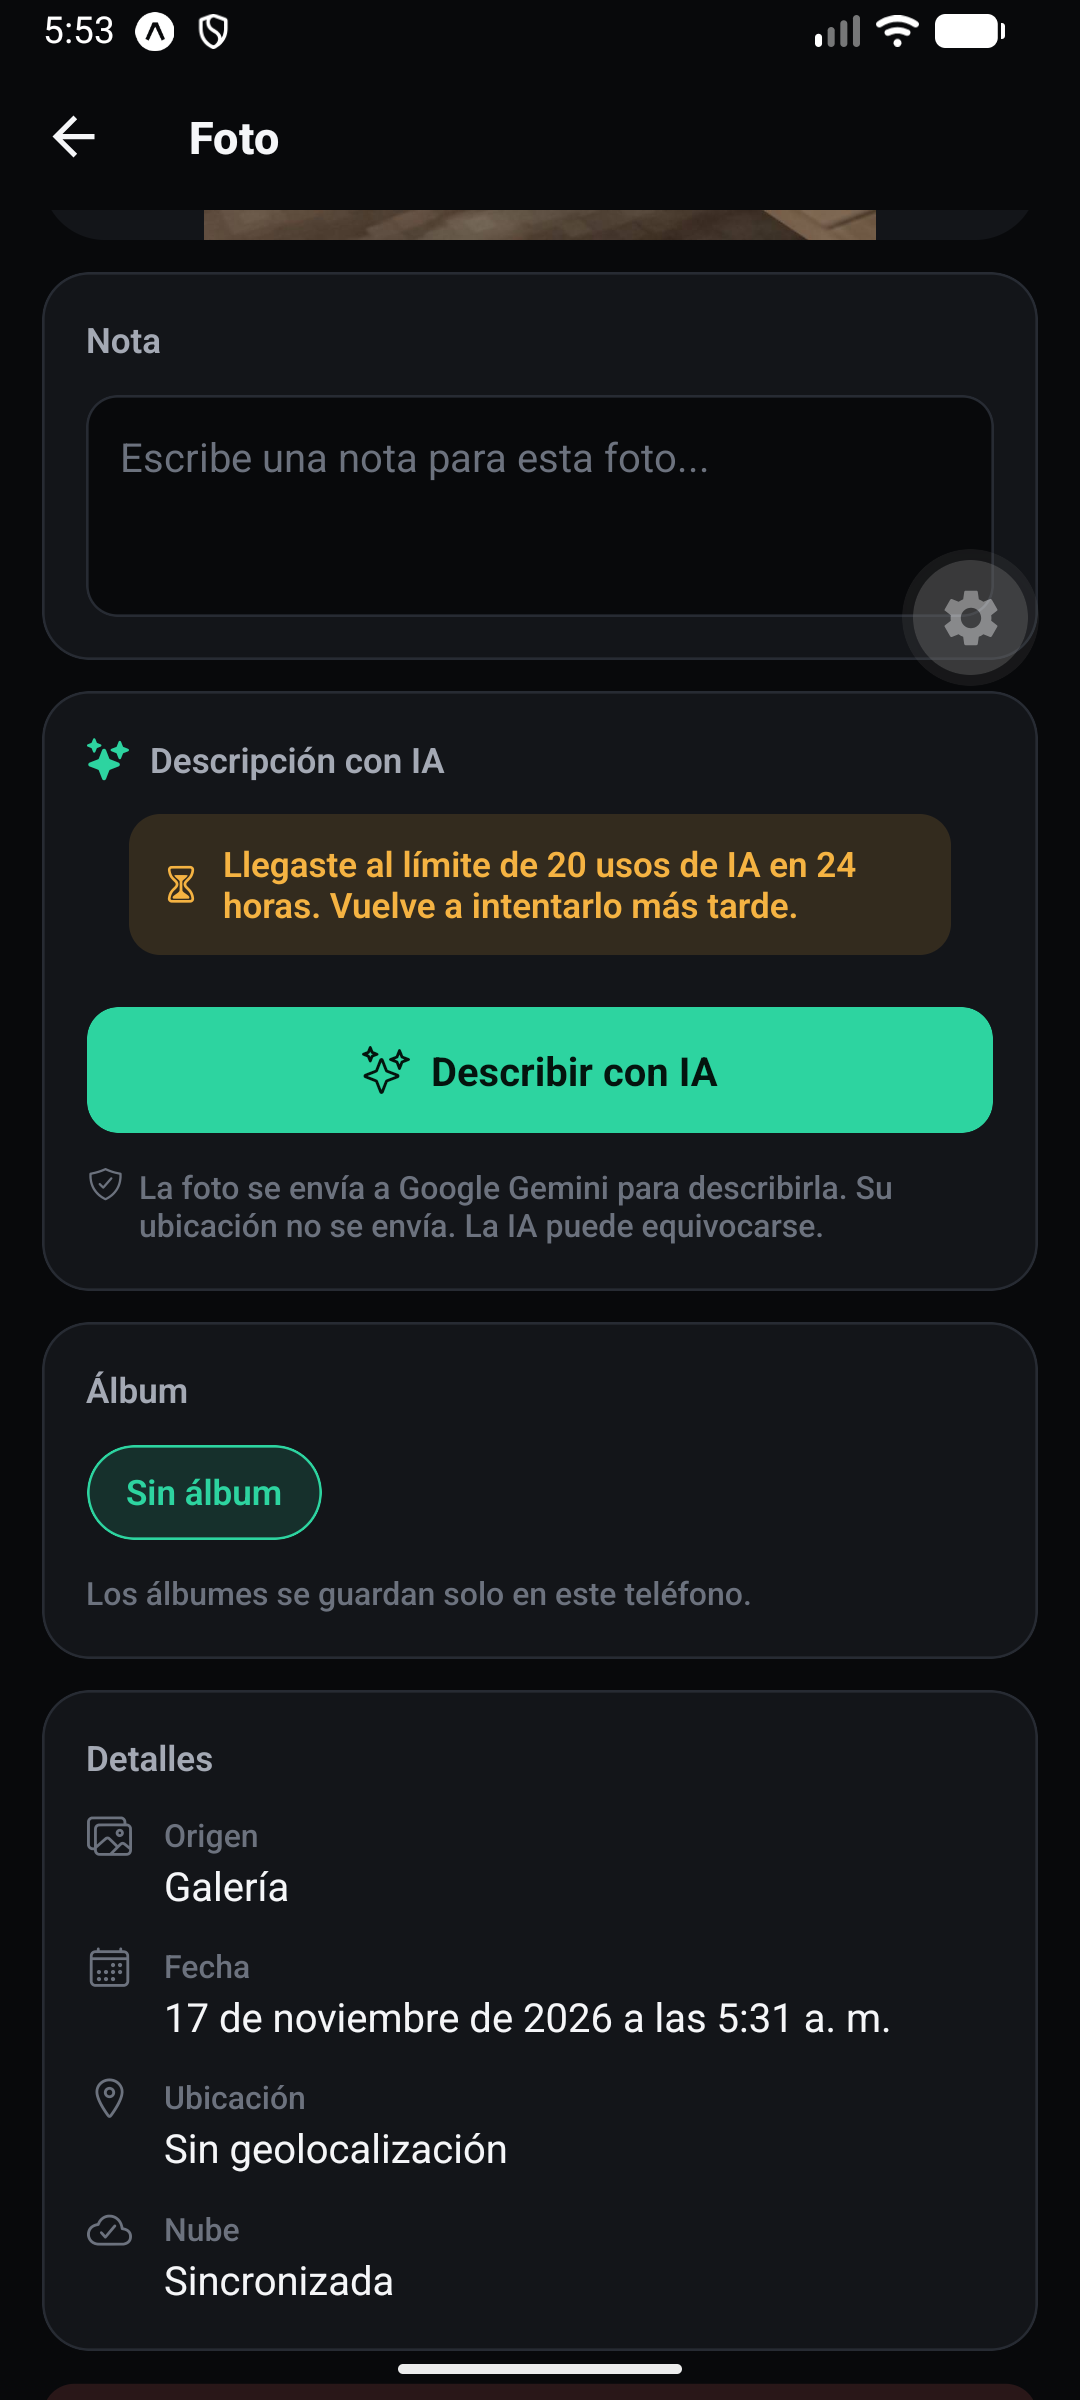 5:53
Foto
Nota
Escribe una nota para esta foto...
Descripción con IA
Llegaste al límite de 20 usos de IA en 24
horas. Vuelve a intentarlo más tarde.
Describir con IA
La foto se envía a Google Gemini para describirla. Su
ubicación no se envía. La IA puede equivocarse.
Álbum
Sin álbum
Los álbumes se guardan solo en este teléfono.
Detalles
Origen
Galería
Fecha
17 de noviembre de 2026 a las 5:31 a. m.
Ubicación
Sin geolocalización
Nube
Sincronizada